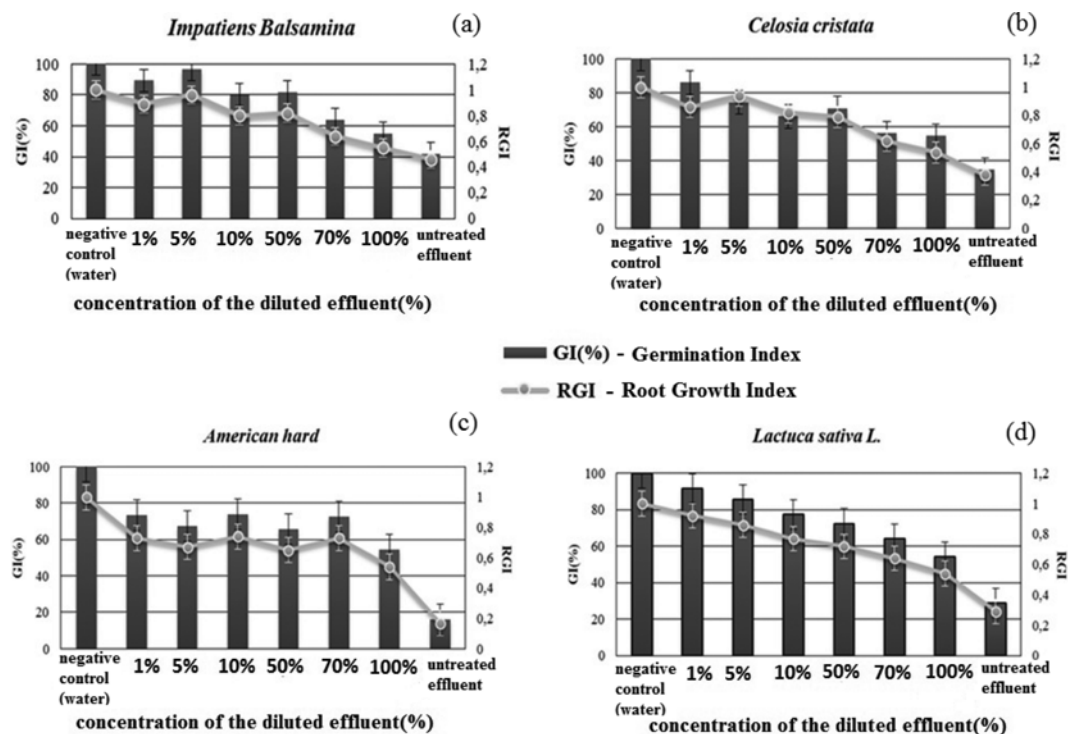 Impatiens Balsamina
(a)
100
80
60
40
20
0
GI(%)
1,2
1
0,8
0,6
0,4
0,2
0
RGI
negative control (water) 1% 5% 10% 50% 70% 100% untreated effluent
concentration of the diluted effluent(%)
Celosia cristata
(b)
100
80
60
40
20
0
GI(%)
1,2
1
0,8
0,6
0,4
0,2
0
RGI
negative control (water) 1% 5% 10% 50% 70% 100% untreated effluent
concentration of the diluted effluent(%)
GI(%) - Germination Index
RGI - Root Growth Index
American hard
(c)
100
80
60
40
20
0
GI(%)
1,2
1
0,8
0,6
0,4
0,2
0
RGI
negative control (water) 1% 5% 10% 50% 70% 100% untreated effluent
concentration of the diluted effluent(%)
Lactuca sativa L.
(d)
100
80
60
40
20
0
GI(%)
1,2
1
0,8
0,6
0,4
0,2
0
RGI
negative control (water) 1% 5% 10% 50% 70% 100% untreated effluent
concentration of the diluted effluent(%)